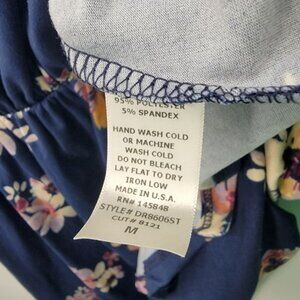 95% POLYESTER
5% SPANDEX
HAND WASH COLD
OR MACHINE
WASH COLD
DO NOT BLEACH
LAY FLAT TO DRY
IRON LOW
MADE IN U.S.A.
RN# 145848
STYLE# DR8606ST
CUT# 8121
M